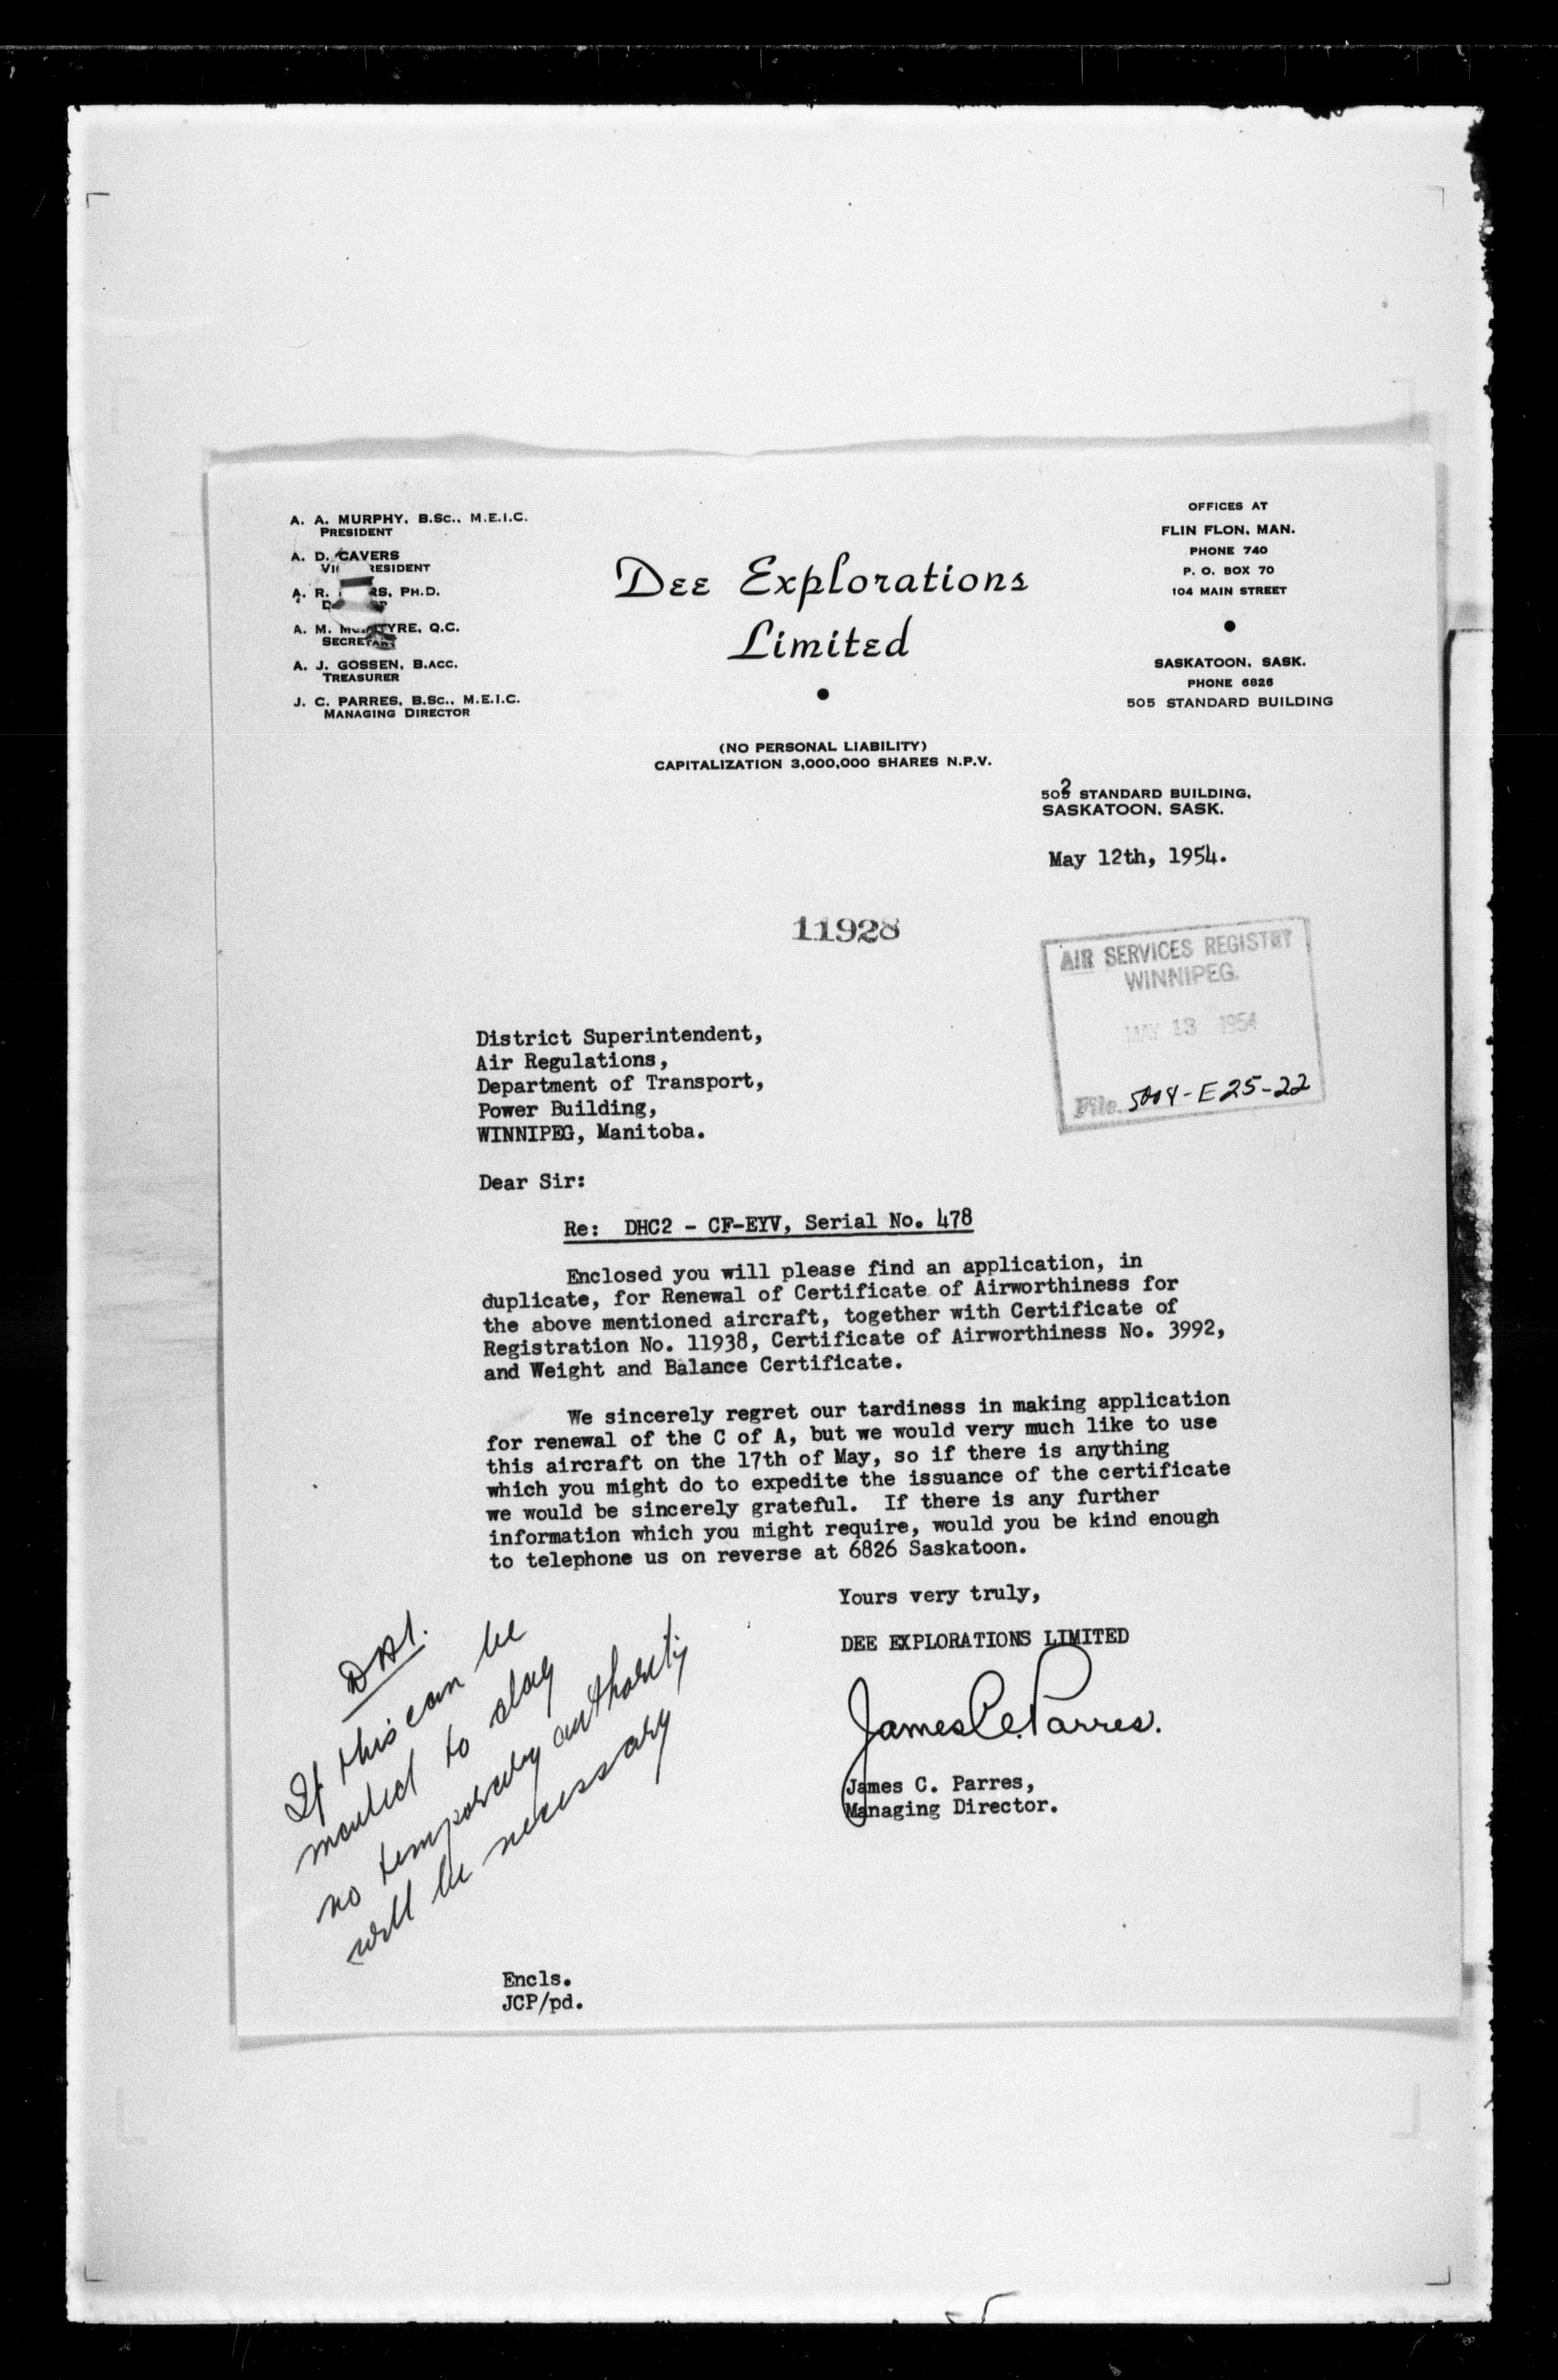 A. A. MURPHY, B.Sc., M.E.I.C.
PRESIDENT
A. D. CAVERS
VI RESIDENT
A. R. RS, PH.D.
A. M. McINTYRE, Q.C.
SECRETARY
A. J. GOSSEN, B.ACC.
TREASURER
J. C. PARRES, B.Sc., M.E.I.C.
MANAGING DIRECTOR
Dee Explorations
Limited
(NO PERSONAL LIABILITY)
CAPITALIZATION 3,000,000 SHARES N.P.V.
OFFICES AT
FLIN FLON, MAN.
PHONE 740
P. O. BOX 70
104 MAIN STREET
SASKATOON, SASK.
PHONE 6826
505 STANDARD BUILDING
502 STANDARD BUILDING,
SASKATOON, SASK.
May 12th, 1954.
11928
AIR SERVICES REGISTRY
WINNIPEG.
MAY 13 1954
File 5008-E25-22
District Superintendent,
Air Regulations,
Department of Transport,
Power Building,
WINNIPEG, Manitoba.
Dear Sir:
Re: DHC2 - CF-EYV, Serial No. 478
Enclosed you will please find an application, in
duplicate, for Renewal of Certificate of Airworthiness for
the above mentioned aircraft, together with Certificate of
Registration No. 11938, Certificate of Airworthiness No. 3992,
and Weight and Balance Certificate.
We sincerely regret our tardiness in making application
for renewal of the C of A, but we would very much like to use
this aircraft on the 17th of May, so if there is anything
which you might do to expedite the issuance of the certificate
we would be sincerely grateful. If there is any further
information which you might require, would you be kind enough
to telephone us on reverse at 6826 Saskatoon.
Yours very truly,
DEE EXPLORATIONS LIMITED
James C. Parres.
James C. Parres,
Managing Director.
DAI.
If this can be
mailed to day
no temporary authority
will be necessary
Encls.
JCP/pd.